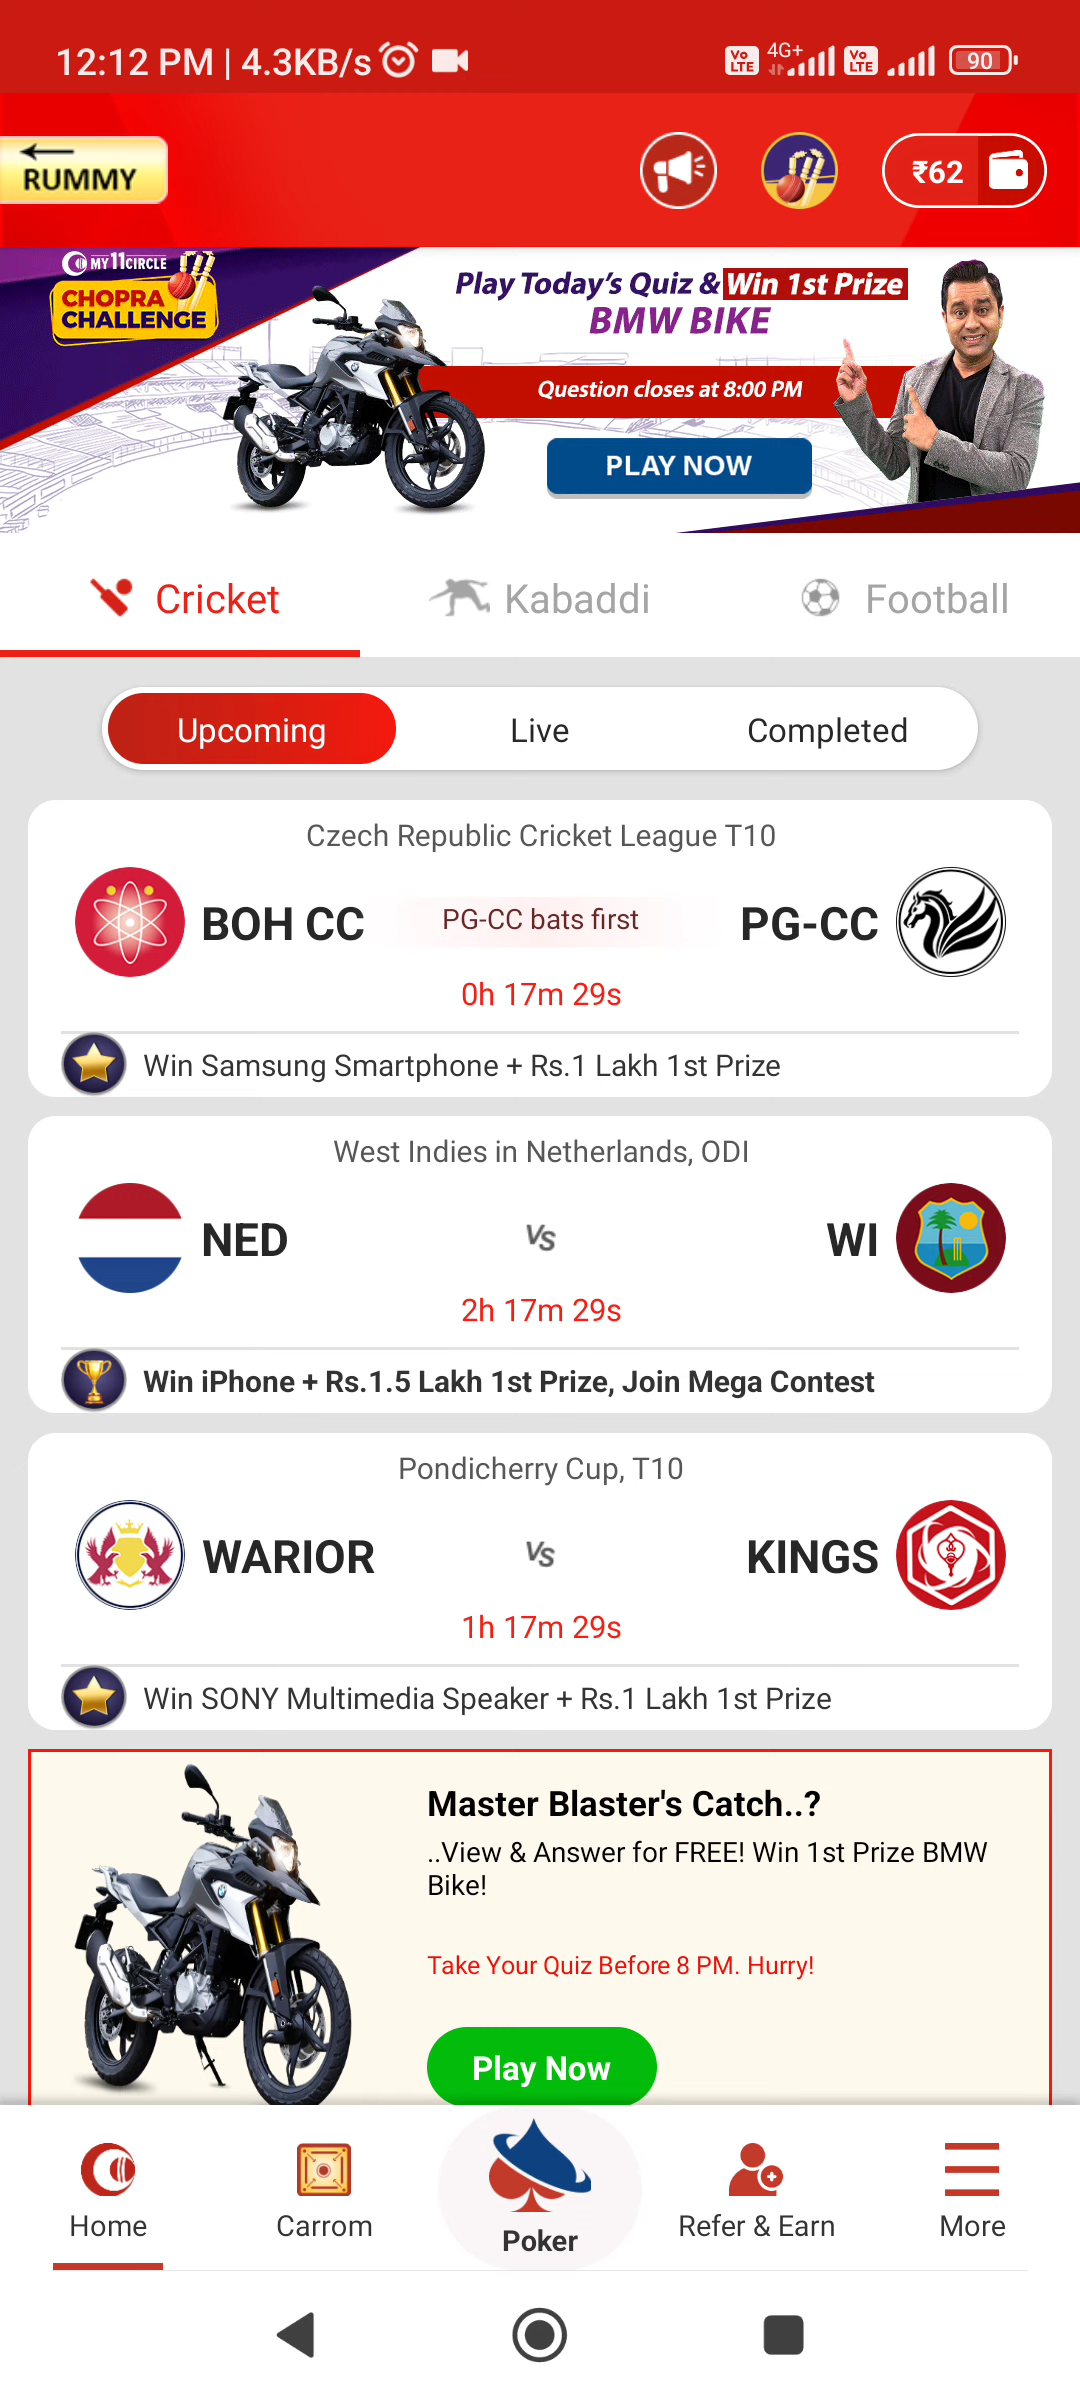 12:12 PM | 4.3KB/s
Vo LTE 4G+ Vo LTE 90
RUMMY
₹62
MY11CIRCLE
CHOPRA
CHALLENGE
Play Today's Quiz & Win 1st Prize
BMW BIKE
Question closes at 8:00 PM
PLAY NOW
Cricket Kabaddi Football
Upcoming Live Completed
Czech Republic Cricket League T10
BOH CC PG-CC bats first PG-CC
0h 17m 29s
Win Samsung Smartphone + Rs.1 Lakh 1st Prize
West Indies in Netherlands, ODI
NED Vs WI
2h 17m 29s
Win iPhone + Rs.1.5 Lakh 1st Prize, Join Mega Contest
Pondicherry Cup, T10
WARIOR Vs KINGS
1h 17m 29s
Win SONY Multimedia Speaker + Rs.1 Lakh 1st Prize
Master Blaster's Catch..?
..View & Answer for FREE! Win 1st Prize BMW
Bike!
Take Your Quiz Before 8 PM. Hurry!
Play Now
Home Carrom Poker Refer & Earn More